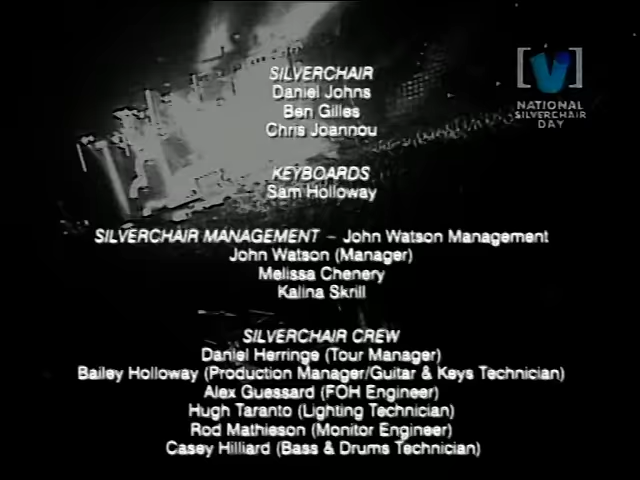 SILVERCHAIR
Daniel Johns
Ben Gilles
Chris Joannou
KEYBOARDS
Sam Holloway
SILVERCHAIR MANAGEMENT – John Watson Management
John Watson (Manager)
Melissa Chenery
Kalina Skrill
SILVERCHAIR CREW
Daniel Herringe (Tour Manager)
Bailey Holloway (Production Manager/Guitar & Keys Technician)
Alex Guessard (FOH Engineer)
Hugh Taranto (Lighting Technician)
Rod Mathieson (Monitor Engineer)
Casey Hilliard (Bass & Drums Technician)
[V]
NATIONAL
SILVERCHAIR
DAY